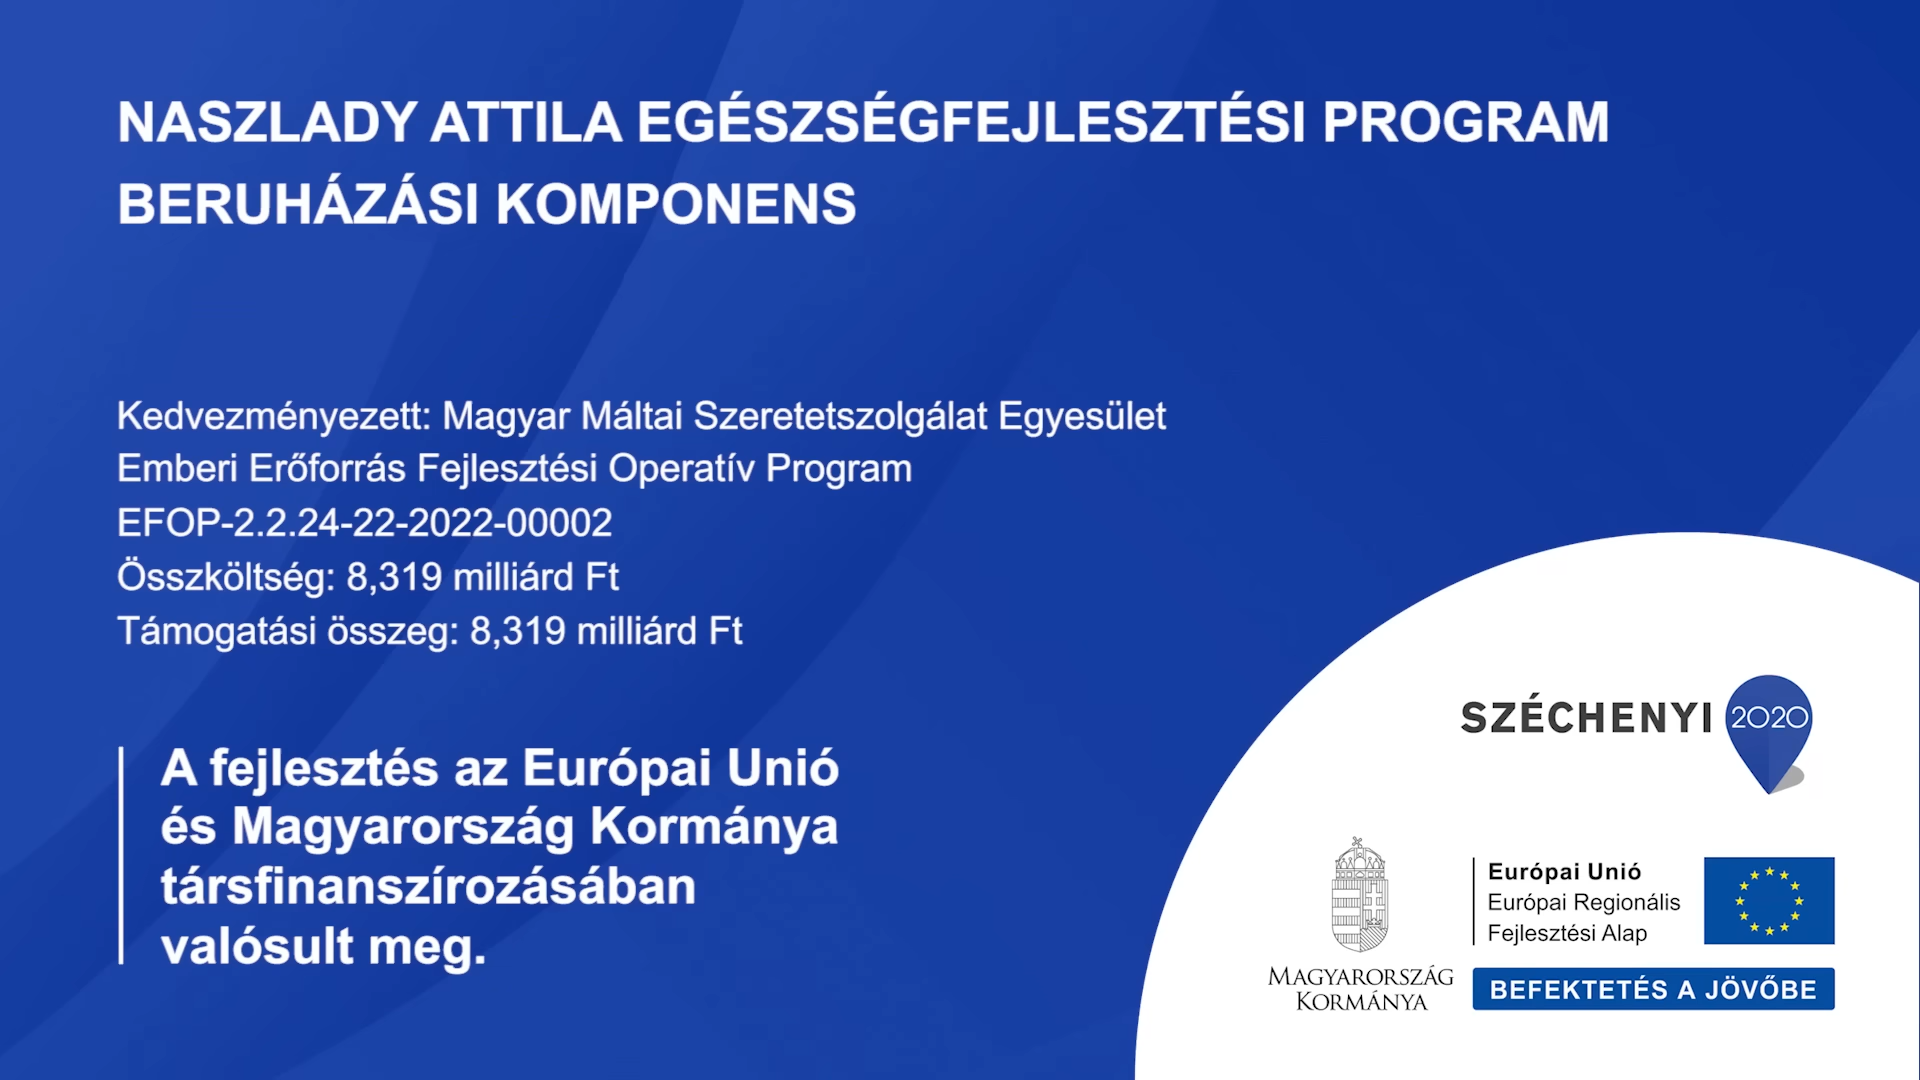 NASZLADY ATTILA EGÉSZSÉGFEJLESZTÉSI PROGRAM
BERUHÁZÁSI KOMPONENS
Kedvezményezett: Magyar Máltai Szeretetszolgálat Egyesület
Emberi Erőforrás Fejlesztési Operatív Program
EFOP-2.2.24-22-2022-00002
Összköltség: 8,319 milliárd Ft
Támogatási összeg: 8,319 milliárd Ft
A fejlesztés az Európai Unió
és Magyarország Kormánya
társfinanszírozásában
valósult meg.
SZÉCHENYI 2020
MAGYARORSZÁG
KORMÁNYA
Európai Unió
Európai Regionális
Fejlesztési Alap
BEFEKTETÉS A JÖVŐBE